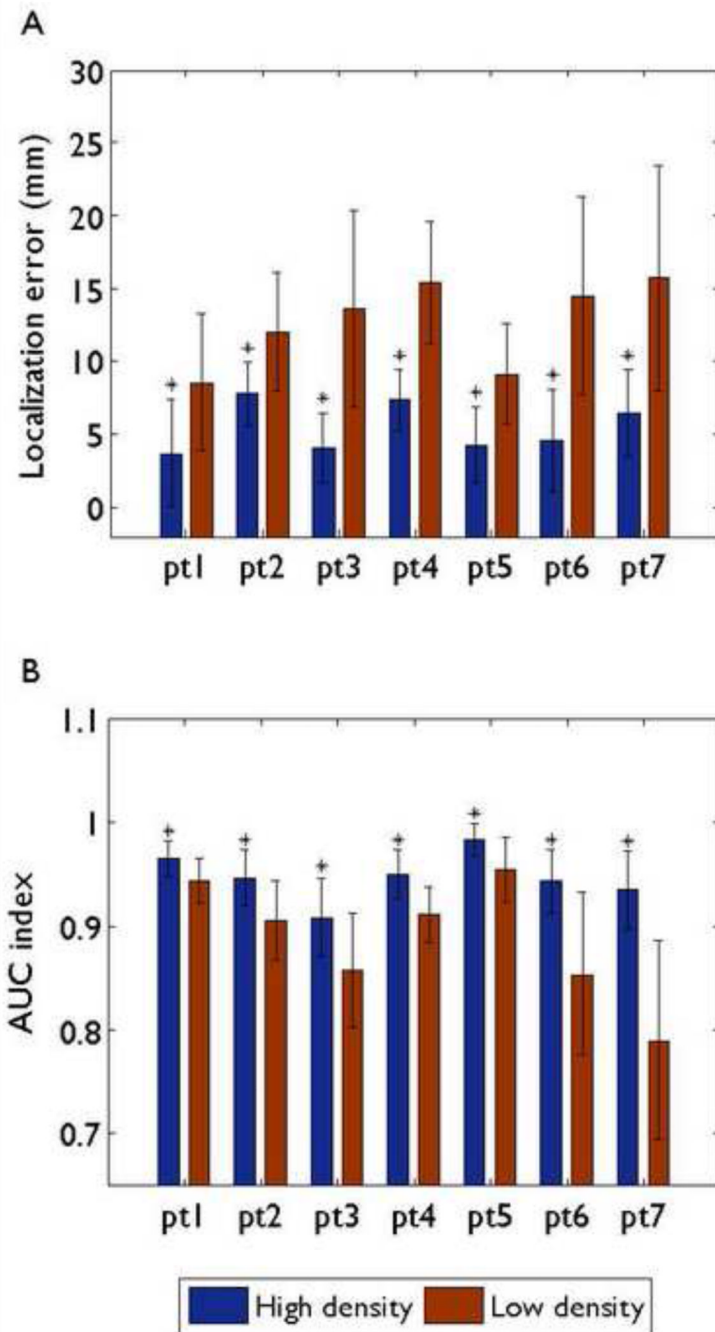 A
30
25
20
15
10
5
0
Localization error (mm)
* * * * * * *
pt1 pt2 pt3 pt4 pt5 pt6 pt7
B
1.1
1
0.9
0.8
0.7
AUC index
* * * * * * *
pt1 pt2 pt3 pt4 pt5 pt6 pt7
High density Low density